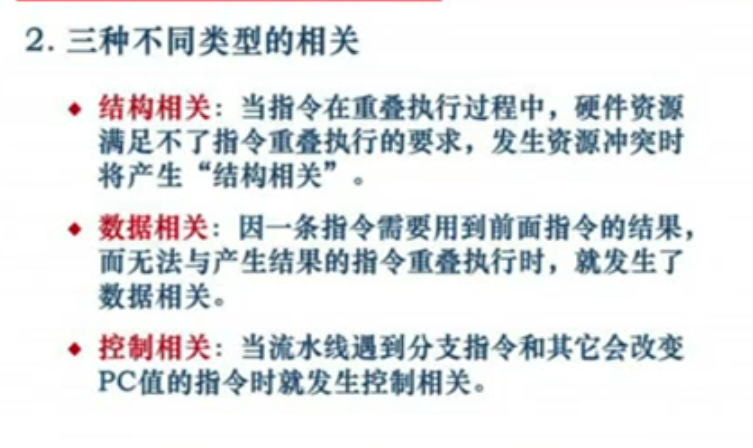 2. 三种不同类型的相关
◆ 结构相关：当指令在重叠执行过程中，硬件资源
满足不了指令重叠执行的要求，发生资源冲突时
将产生“结构相关”。
◆ 数据相关：因一条指令需要用到前面指令的结果，
而无法与产生结果的指令重叠执行时，就发生了
数据相关。
◆ 控制相关：当流水线遇到分支指令和其它会改变
PC值的指令时就发生控制相关。